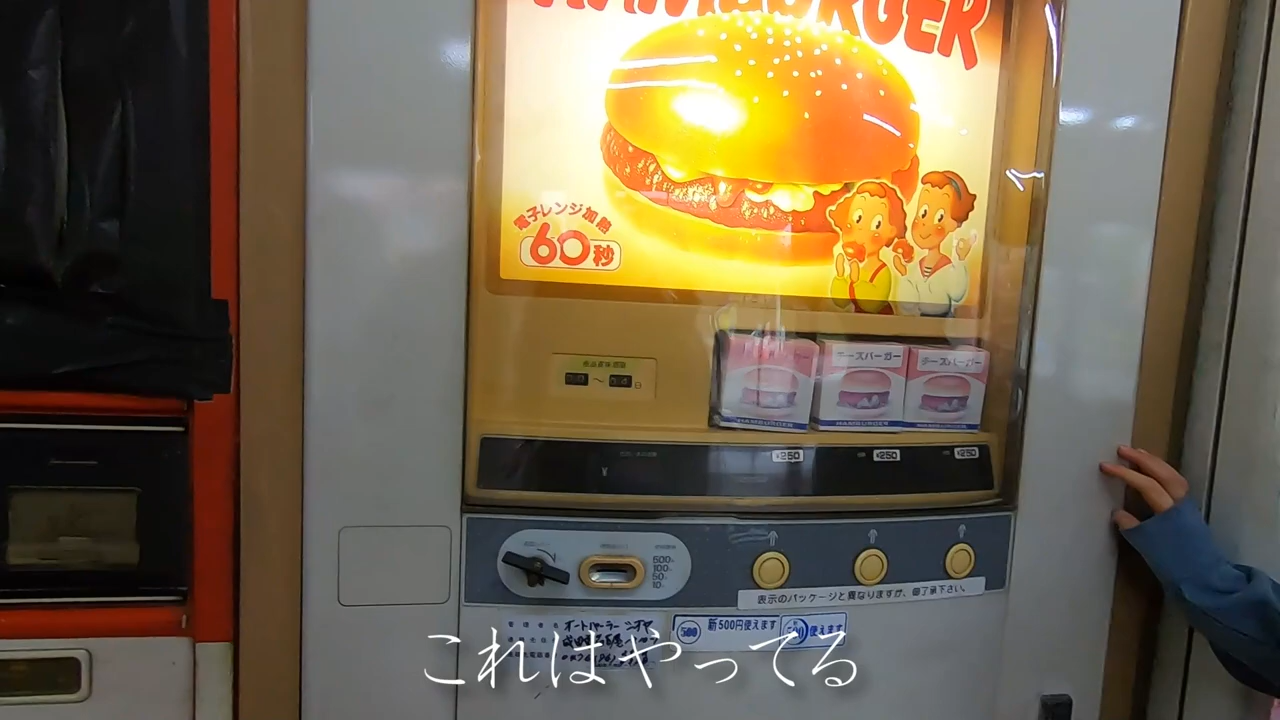 HAMBURGER
電子レンジ加熱
60秒
チーズバーガー
チーズバーガー
HAMBURGER
HAMBURGER
HAMBURGER
¥250
¥250
¥250
500
100
50
10
表示のパッケージと異なりますが、御了承下さい。
500
新500円使えます
使えます
オートパーラー
これはやってる